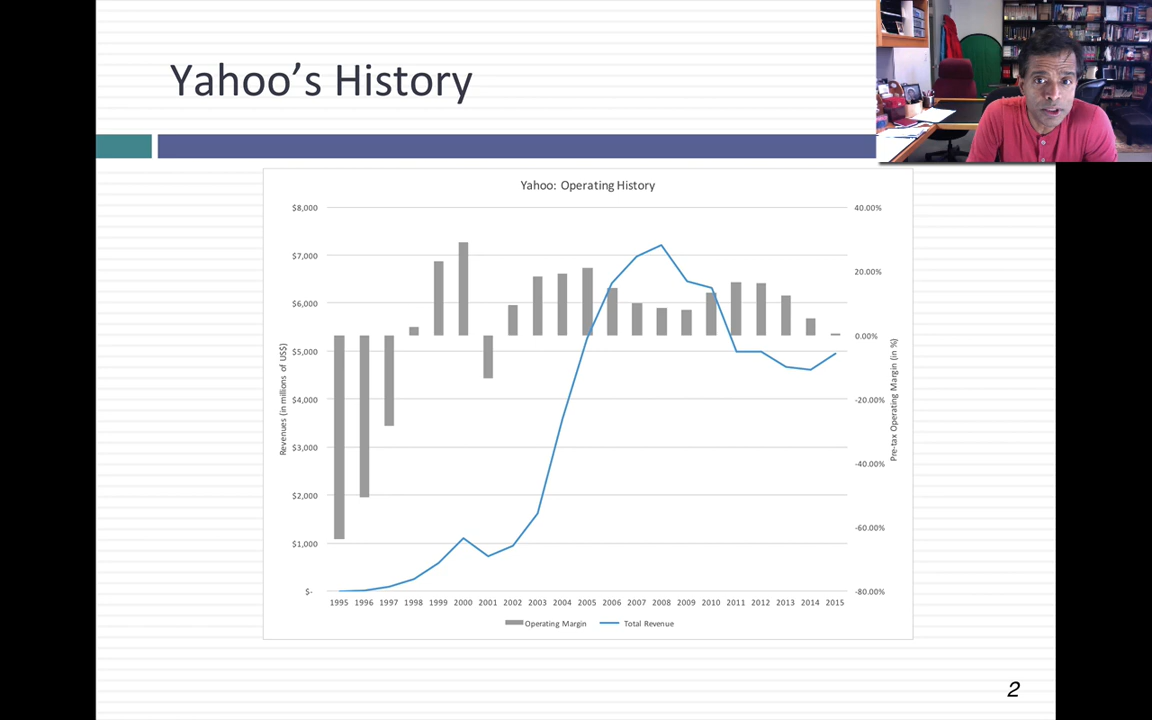 Yahoo's History
Yahoo: Operating History
$8,000
$7,000
$6,000
$5,000
$4,000
$3,000
$2,000
$1,000
$-
Revenues (in millions of US$)
40.00%
20.00%
0.00%
-20.00%
-40.00%
-60.00%
-80.00%
Pre-tax Operating Margin (in %)
1995 1996 1997 1998 1999 2000 2001 2002 2003 2004 2005 2006 2007 2008 2009 2010 2011 2012 2013 2014 2015
Operating Margin Total Revenue
2